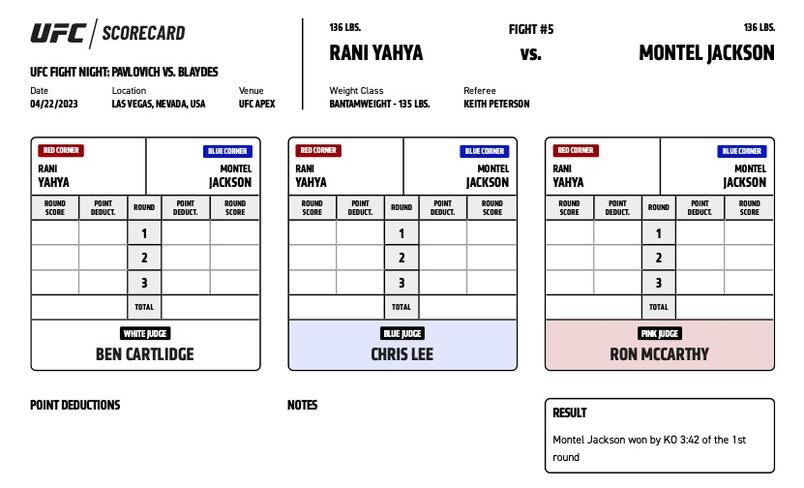 UFC SCORECARD
UFC FIGHT NIGHT: PAVLOVICH VS. BLAYDES
Date Location Venue
04/22/2023 LAS VEGAS, NEVADA, USA UFC APEX
136 LBS. FIGHT #5 136 LBS.
RANI YAHYA vs. MONTEL JACKSON
Weight Class Referee
BANTAMWEIGHT - 135 LBS. KEITH PETERSON
RED CORNER BLUE CORNER
RANI MONTEL
YAHYA JACKSON
ROUND POINT ROUND POINT ROUND
SCORE DEDUCT. DEDUCT. SCORE
1
2
3
TOTAL
WHITE JUDGE
BEN CARTLIDGE
RED CORNER BLUE CORNER
RANI MONTEL
YAHYA JACKSON
ROUND POINT ROUND POINT ROUND
SCORE DEDUCT. DEDUCT. SCORE
1
2
3
TOTAL
BLUE JUDGE
CHRIS LEE
RED CORNER BLUE CORNER
RANI MONTEL
YAHYA JACKSON
ROUND POINT ROUND POINT ROUND
SCORE DEDUCT. DEDUCT. SCORE
1
2
3
TOTAL
PINK JUDGE
RON MCCARTHY
POINT DEDUCTIONS
NOTES
RESULT
Montel Jackson won by KO 3:42 of the 1st
round